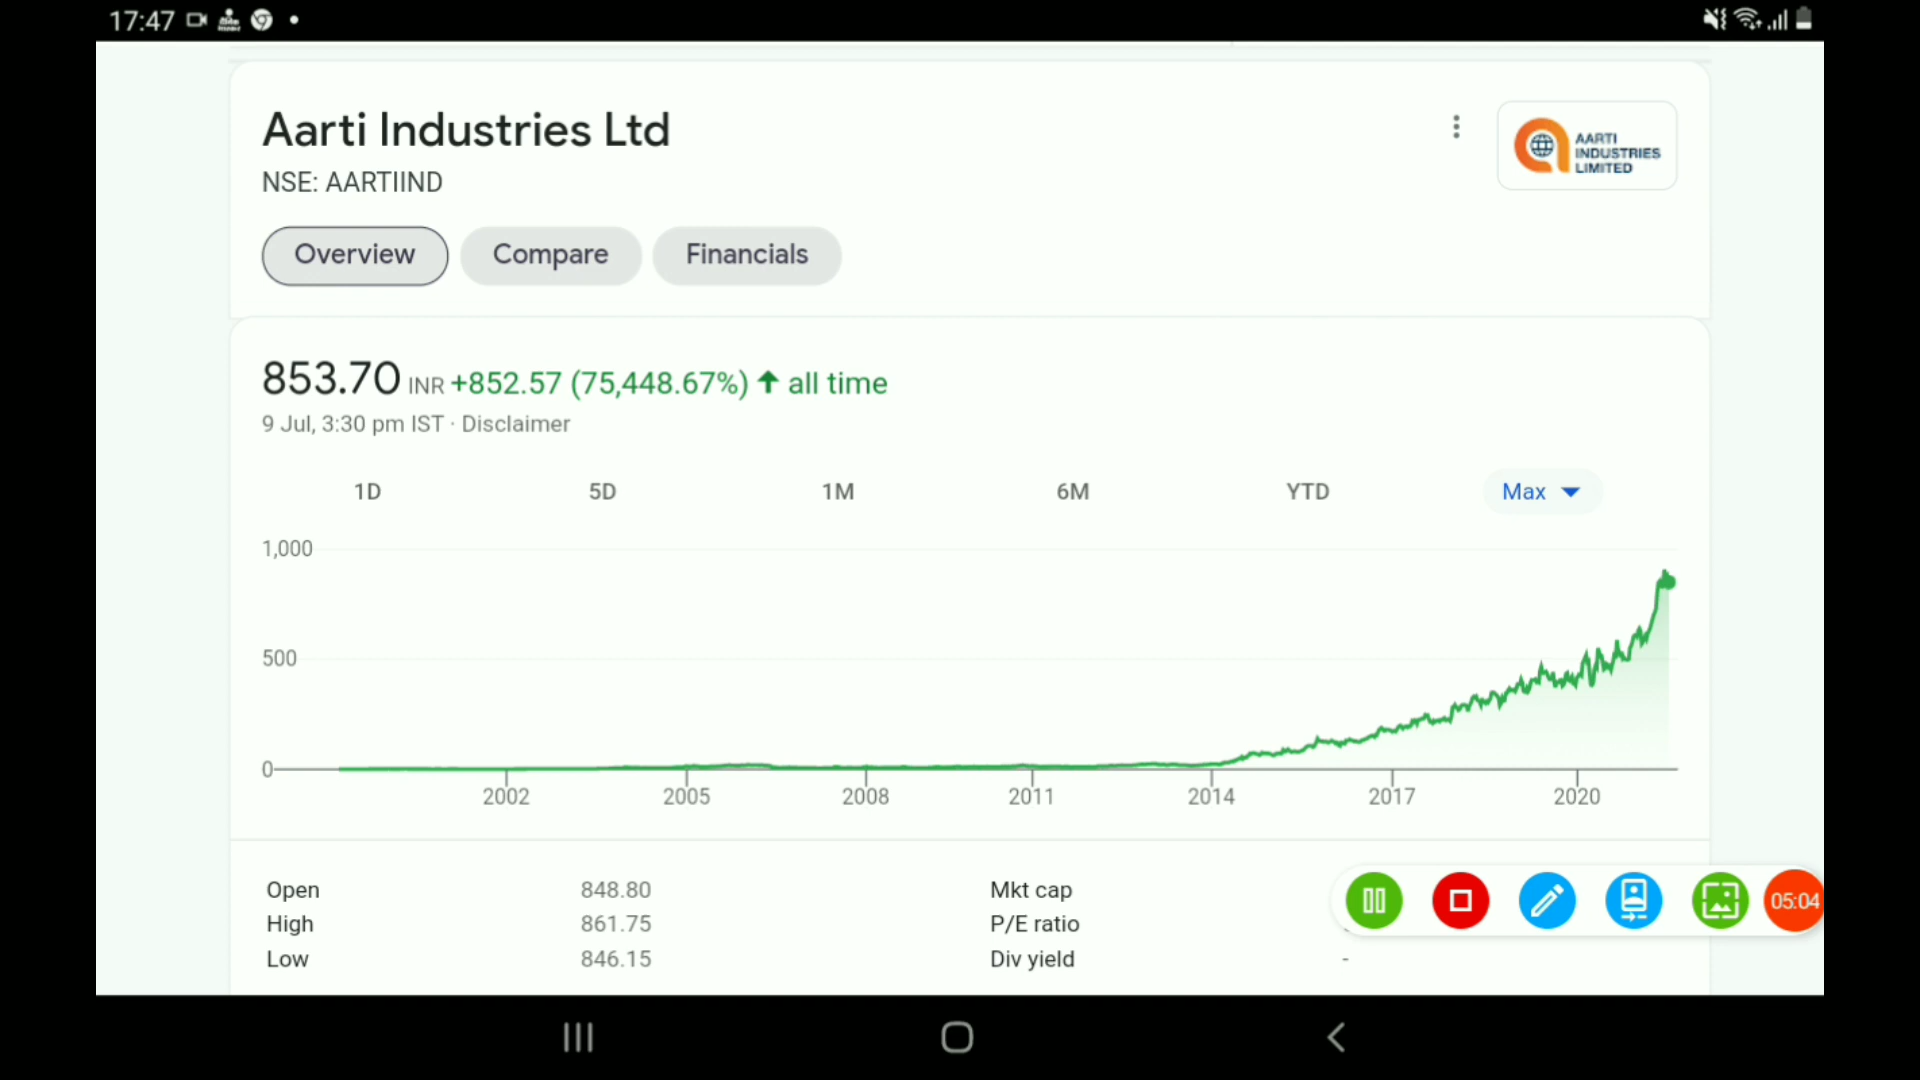 17:47
Aarti Industries Ltd
NSE: AARTIIND
AARTI
INDUSTRIES
LIMITED
Overview Compare Financials
853.70 INR +852.57 (75,448.67%) ↑ all time
9 Jul, 3:30 pm IST · Disclaimer
1D 5D 1M 6M YTD Max
1,000
500
0
2002 2005 2008 2011 2014 2017 2020
Open 848.80 Mkt cap
High 861.75 P/E ratio
Low 846.15 Div yield -
05:04